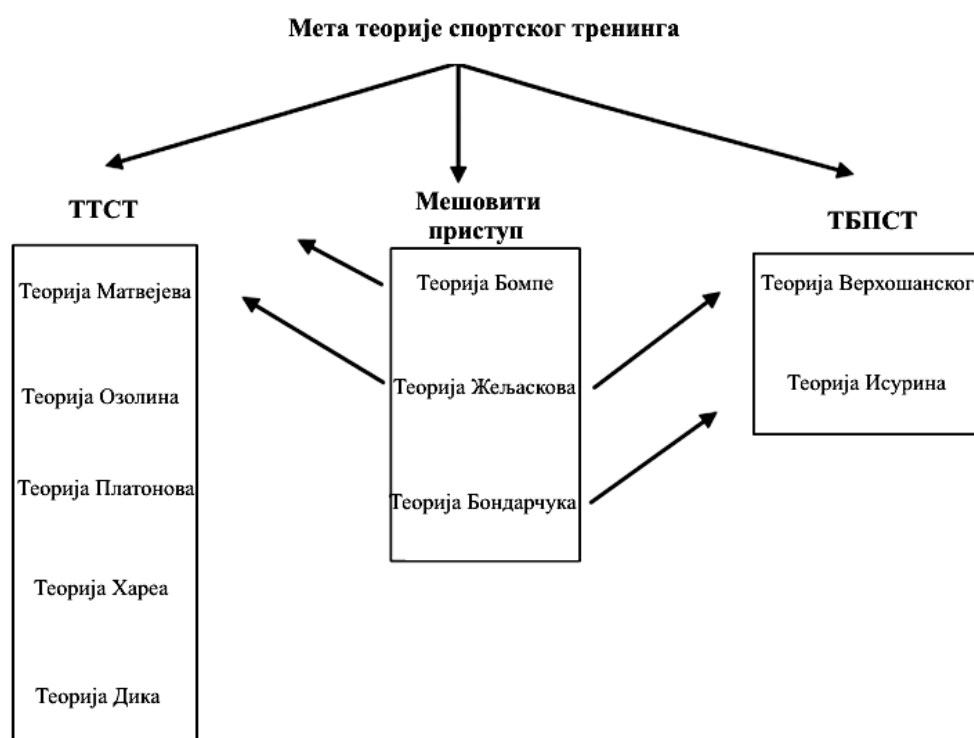 Мета теорије спортског тренинга
ТТСТ
Теорија Матвејева
Теорија Озолина
Теорија Платонова
Теорија Хареа
Теорија Дика
Мешовити
приступ
Теорија Бомпе
Теорија Жељаскова
Теорија Бондарчука
ТБПСТ
Теорија Верхошанског
Теорија Исурина